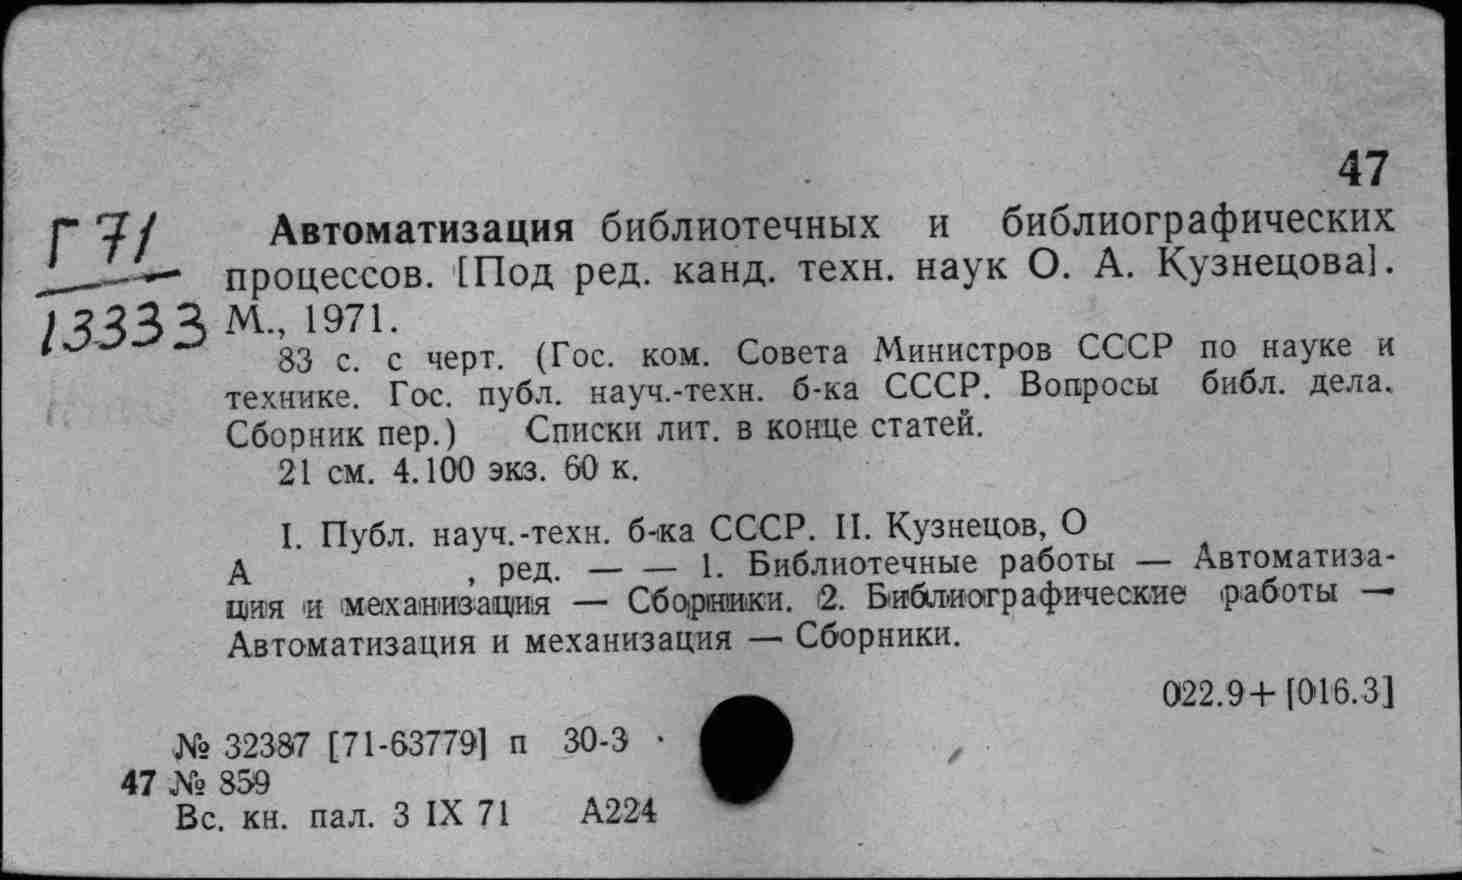 47
Г71
13333
Автоматизация библиотечных и библиографических
процессов. [Под ред. канд. техн. наук О. А. Кузнецова].
М., 1971.
83 с. с черт. (Гос. ком. Совета Министров СССР по науке и
технике. Гос. публ. науч.-техн. б-ка СССР. Вопросы библ. дела.
Сборник пер.) Списки лит. в конце статей.
21 см. 4.100 экз. 60 к.
I. Публ. науч.-техн. б-ка СССР. II. Кузнецов, О
А , ред. — — 1. Библиотечные работы — Автоматиза-
ция и механизация — Сборники. 2. Библиографические работы —
Автоматизация и механизация — Сборники.
022.9+[016.3]
№ 32387 [71-63779] п 30-3
47 № 859
Вс. кн. пал. 3 IX 71 А224